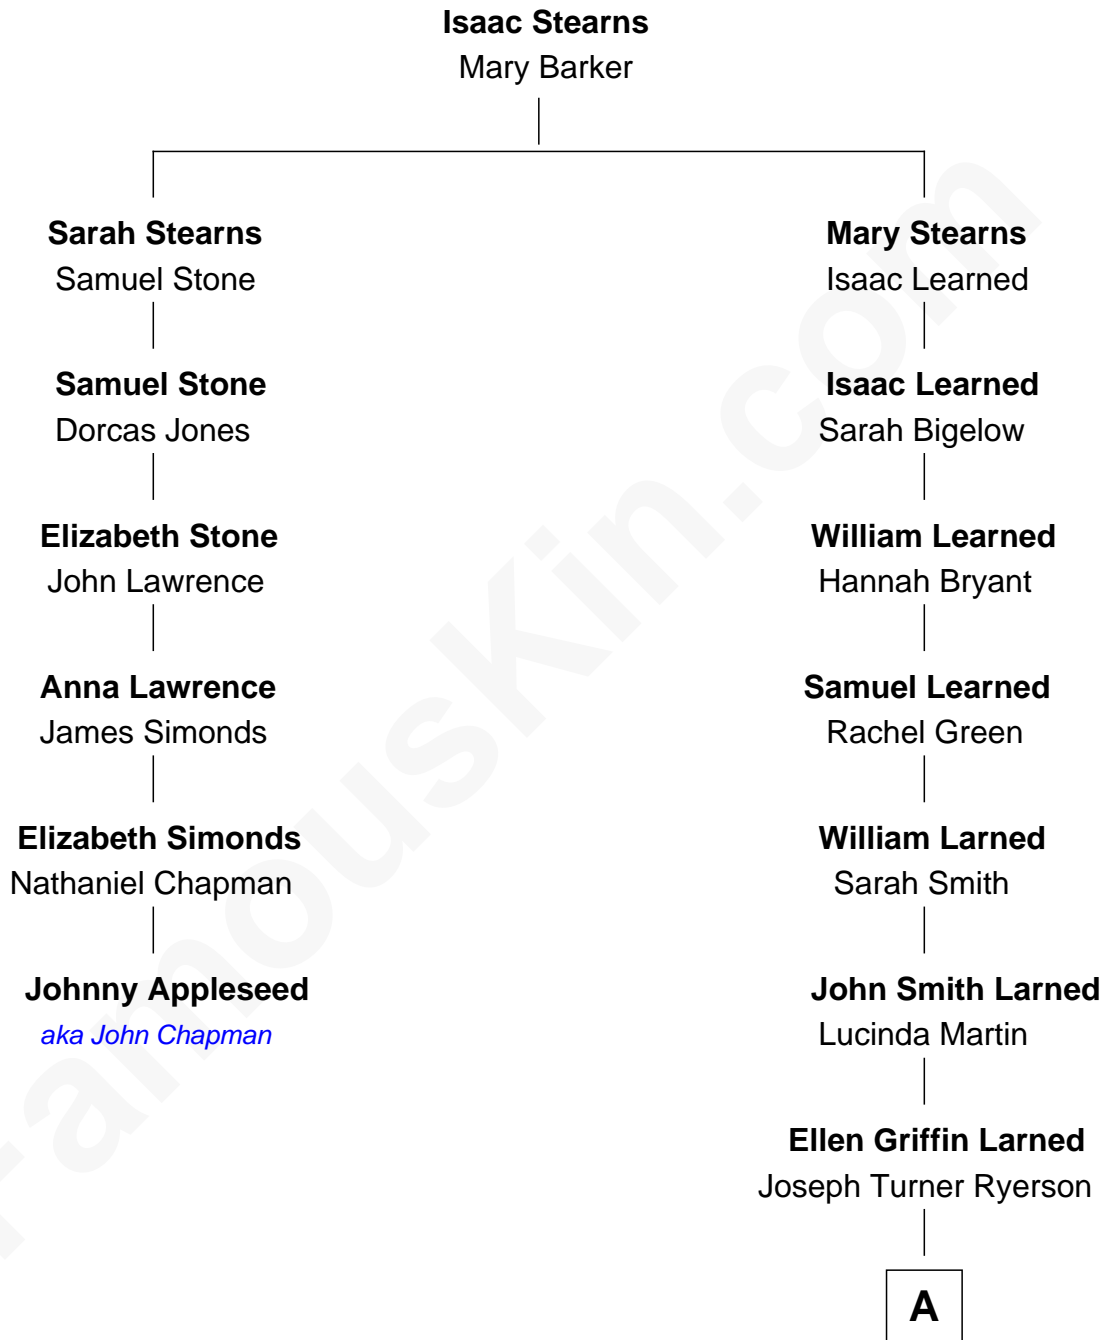 Isaac Stearns
Mary Barker
Sarah Stearns
Samuel Stone
Mary Stearns
Isaac Learned
Samuel Stone
Dorcas Jones
Isaac Learned
Sarah Bigelow
Elizabeth Stone
John Lawrence
William Learned
Hannah Bryant
Anna Lawrence
James Simonds
Samuel Learned
Rachel Green
Elizabeth Simonds
Nathaniel Chapman
William Larned
Sarah Smith
Johnny Appleseed
aka John Chapman
John Smith Larned
Lucinda Martin
Ellen Griffin Larned
Joseph Turner Ryerson
A
FamousKin.com